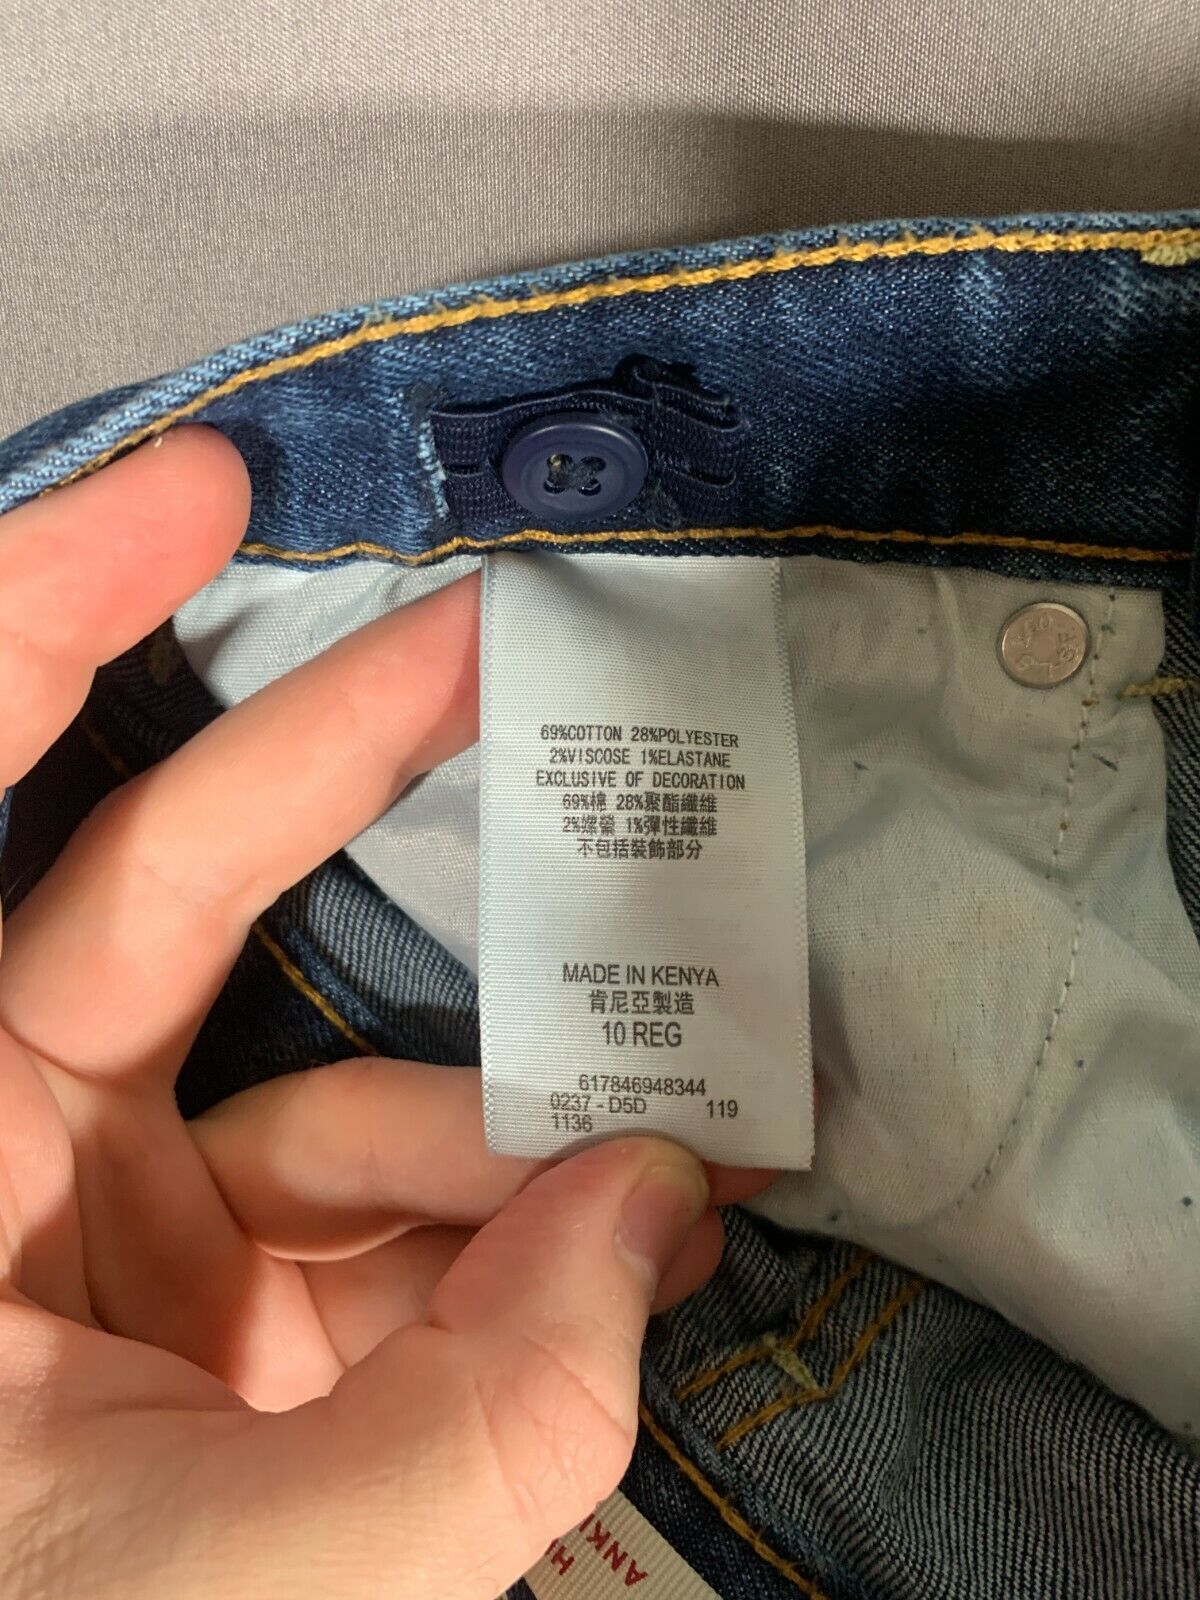 69%COTTON 28%POLYESTER
2%VISCOSE 1%ELASTANE
EXCLUSIVE OF DECORATION
69%棉 28%聚酯纖維
2%嫘縈 1%彈性纖維
不包括裝飾部分
MADE IN KENYA
肯尼亞製造
10 REG
617846948344
0237 - D5D 119
1136